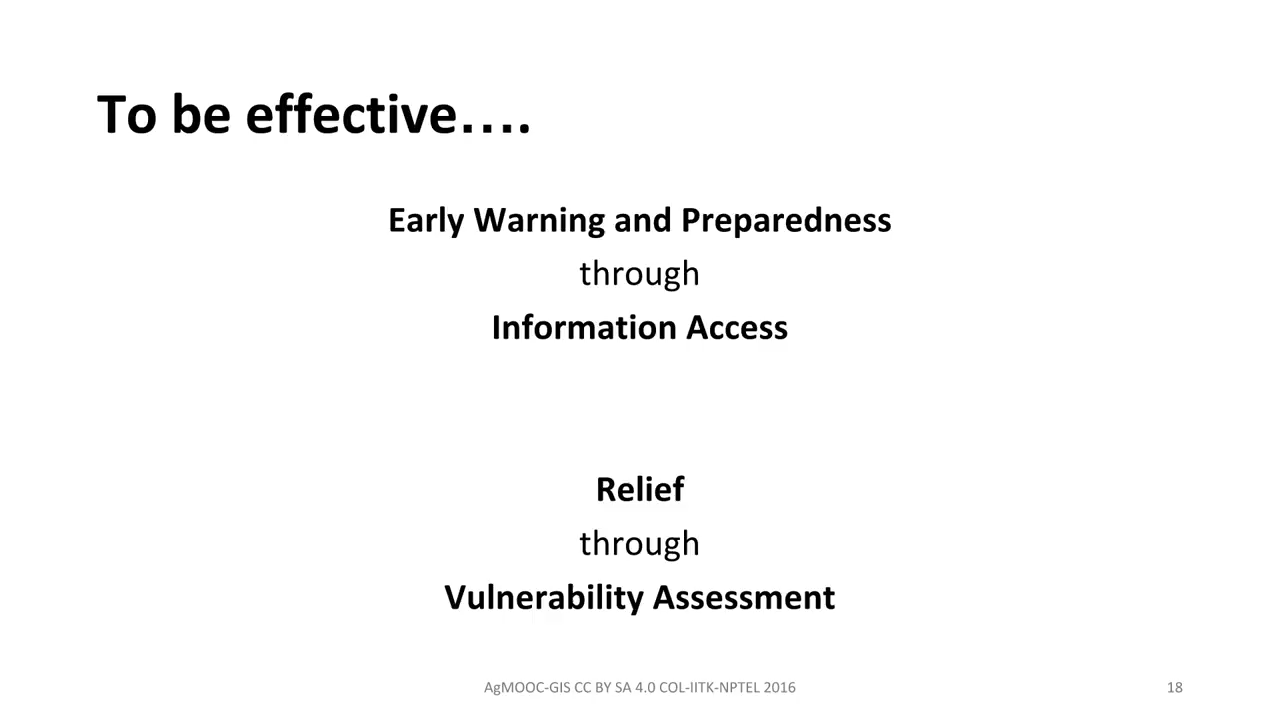 To be effective….
Early Warning and Preparedness
through
Information Access
Relief
through
Vulnerability Assessment
AgMOOC-GIS CC BY SA 4.0 COL-IITK-NPTEL 2016
18